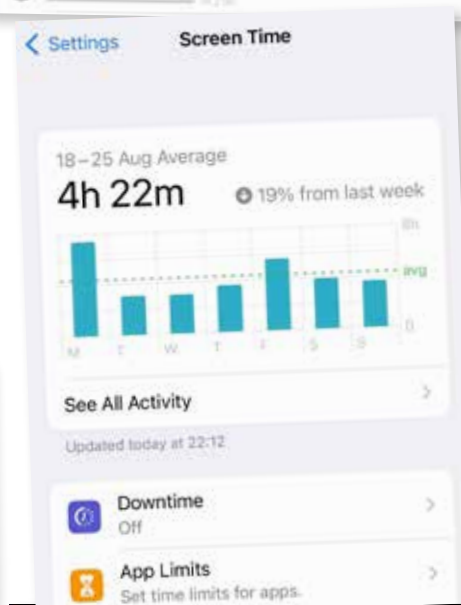 Settings
Screen Time
18–25 Aug Average
4h 22m
19% from last week
8h
avg
M T W T F S S
0
See All Activity
Updated today at 22:12
Downtime
Off
App Limits
Set time limits for apps.